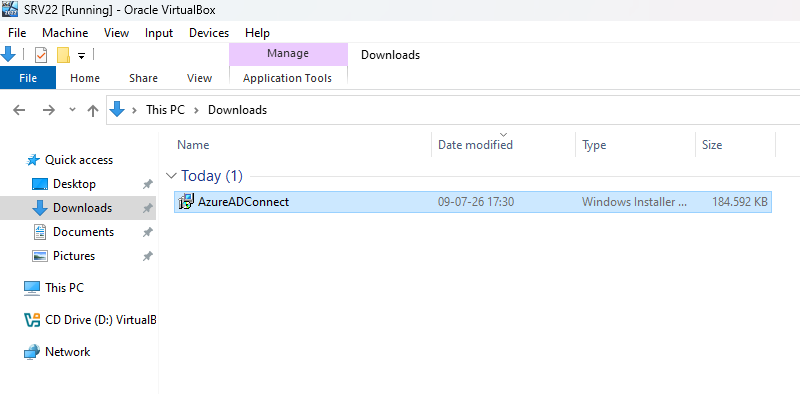 SRV22 [Running] - Oracle VirtualBox
File Machine View Input Devices Help
Manage Downloads
File Home Share View Application Tools
This PC Downloads
Name Date modified Type Size
Quick access
Today (1)
Desktop
AzureADConnect 09-07-26 17:30 Windows Installer ... 184.592 KB
Downloads
Documents
Pictures
This PC
CD Drive (D:) VirtualB
Network